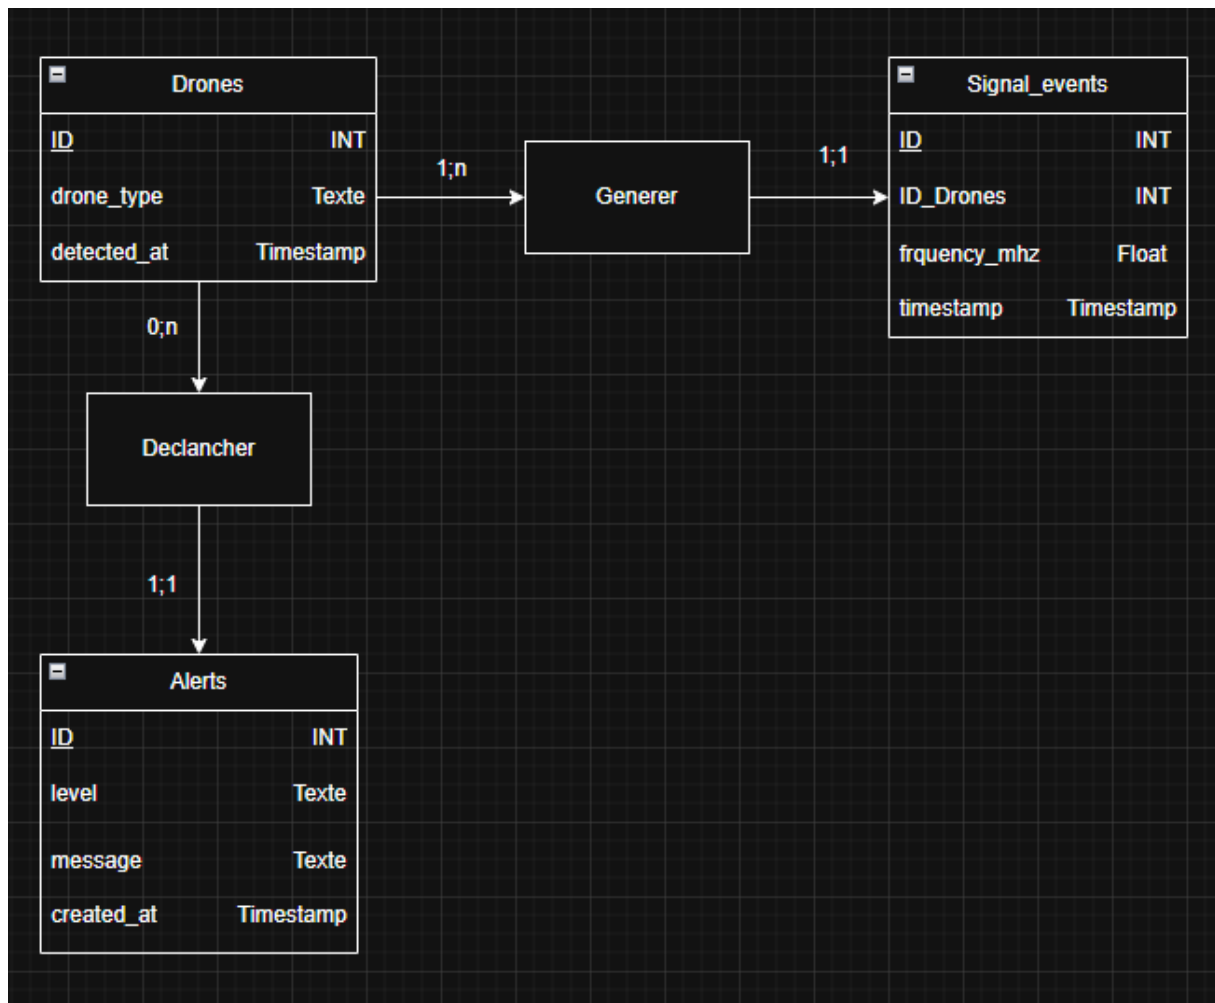 Drones
ID INT
drone_type Texte
detected_at Timestamp
1;n
Generer
1;1
Signal_events
ID INT
ID_Drones INT
frquency_mhz Float
timestamp Timestamp
0;n
Declancher
1;1
Alerts
ID INT
level Texte
message Texte
created_at Timestamp